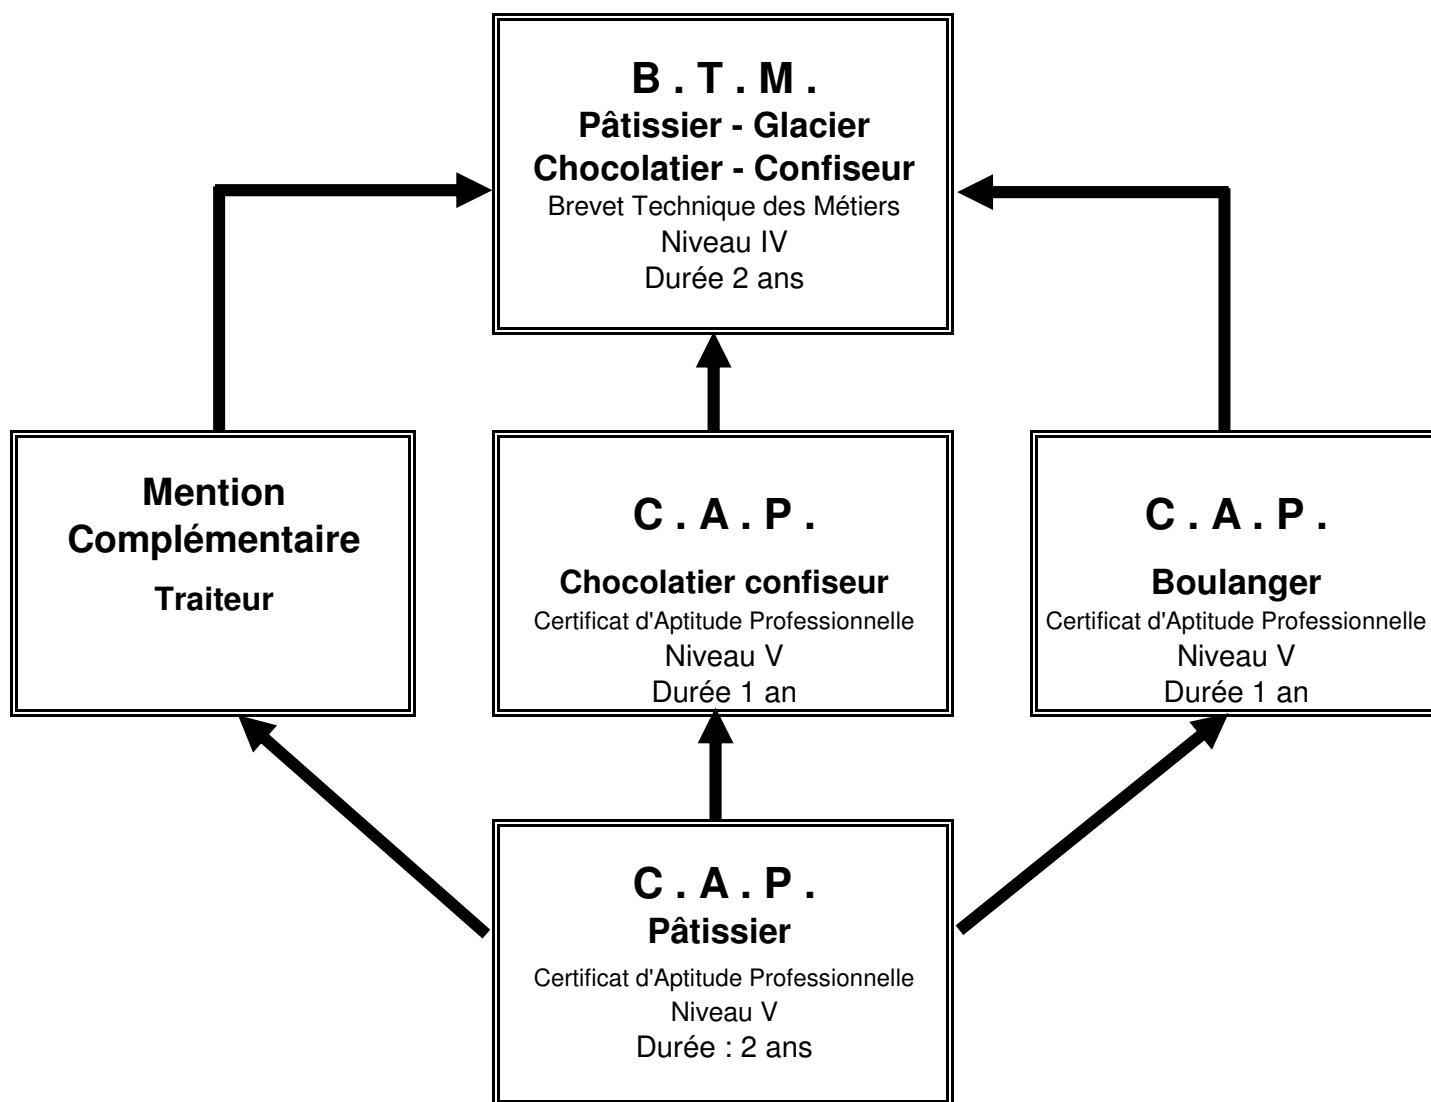 B . T . M .
Pâtissier - Glacier
Chocolatier - Confiseur
Brevet Technique des Métiers
Niveau IV
Durée 2 ans
Mention
Complémentaire
Traiteur
C . A . P .
Chocolatier confiseur
Certificat d'Aptitude Professionnelle
Niveau V
Durée 1 an
C . A . P .
Boulanger
Certificat d'Aptitude Professionnelle
Niveau V
Durée 1 an
C . A . P .
Pâtissier
Certificat d'Aptitude Professionnelle
Niveau V
Durée : 2 ans